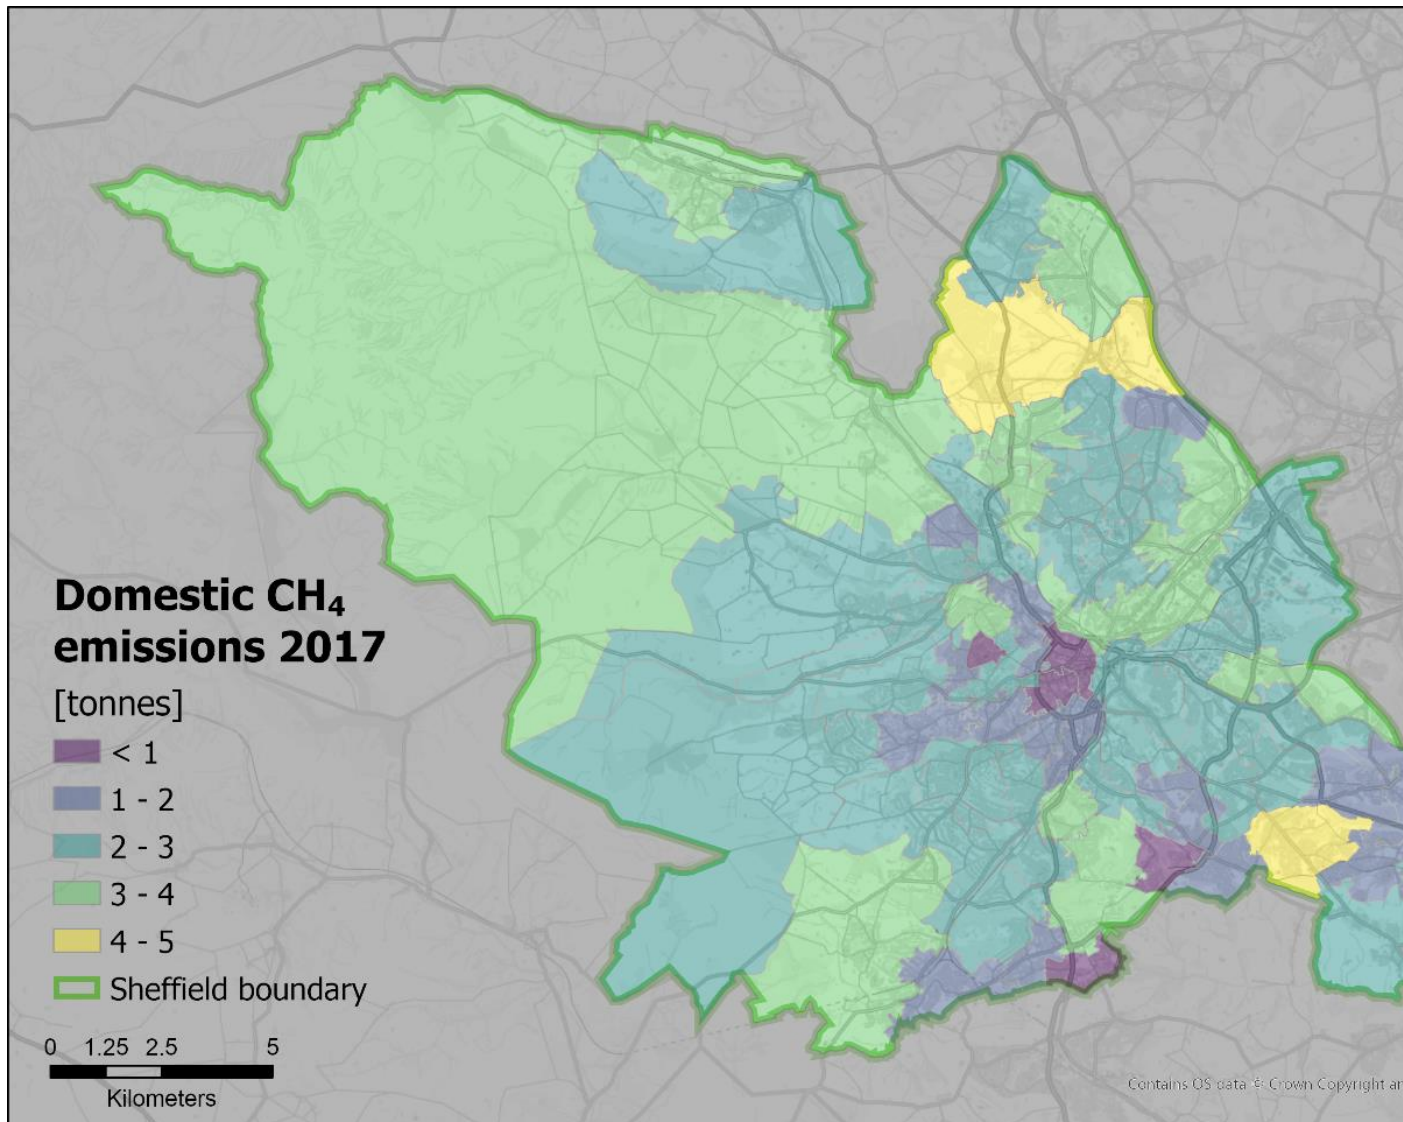 Domestic CH₄
emissions 2017
[tonnes]
< 1
1 - 2
2 - 3
3 - 4
4 - 5
Sheffield boundary
0 1.25 2.5 5
Kilometers
Contains OS data © Crown Copyright an